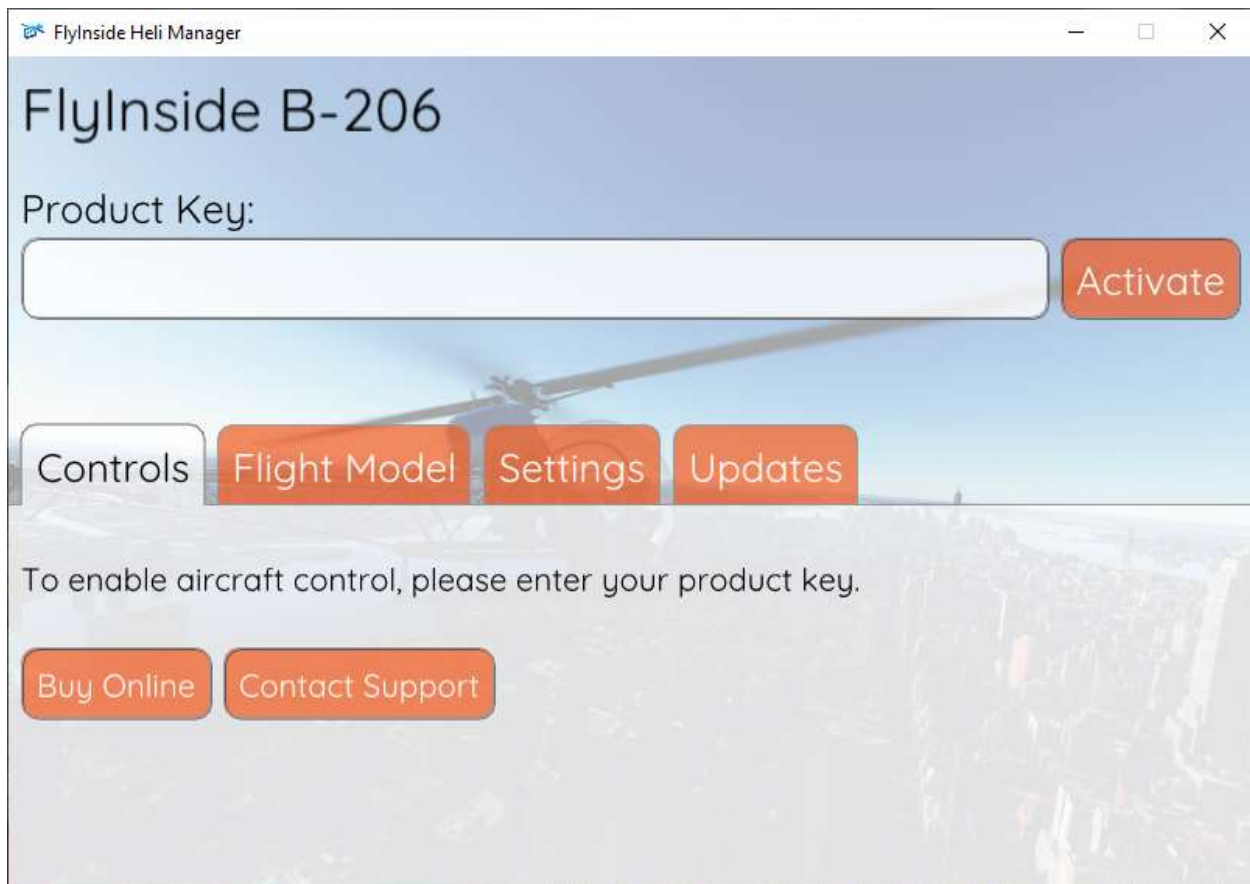 FlyInside Heli Manager
FlyInside B-206
Product Key:
Activate
Controls Flight Model Settings Updates
To enable aircraft control, please enter your product key.
Buy Online Contact Support